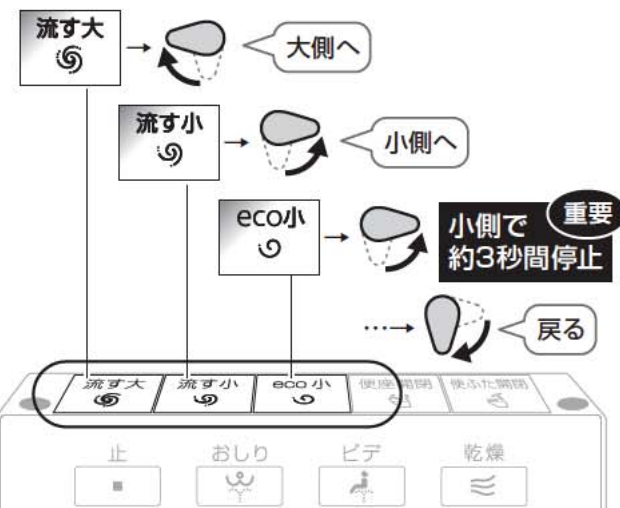 流す大
大側へ
流す小
小側へ
eco小
重要
小側で
約3秒間停止
戻る
流す大 流す小 eco小 便座開閉 便ふた開閉
止 おしり ビデ 乾燥